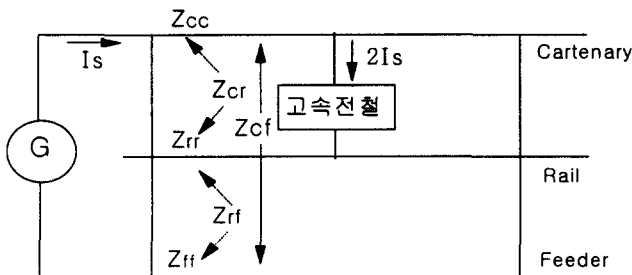 Zcc
Is
2Is
Cartenary
Zcr
고속전철
Zcf
G
Zrr
Rail
Zrf
Zff
Feeder